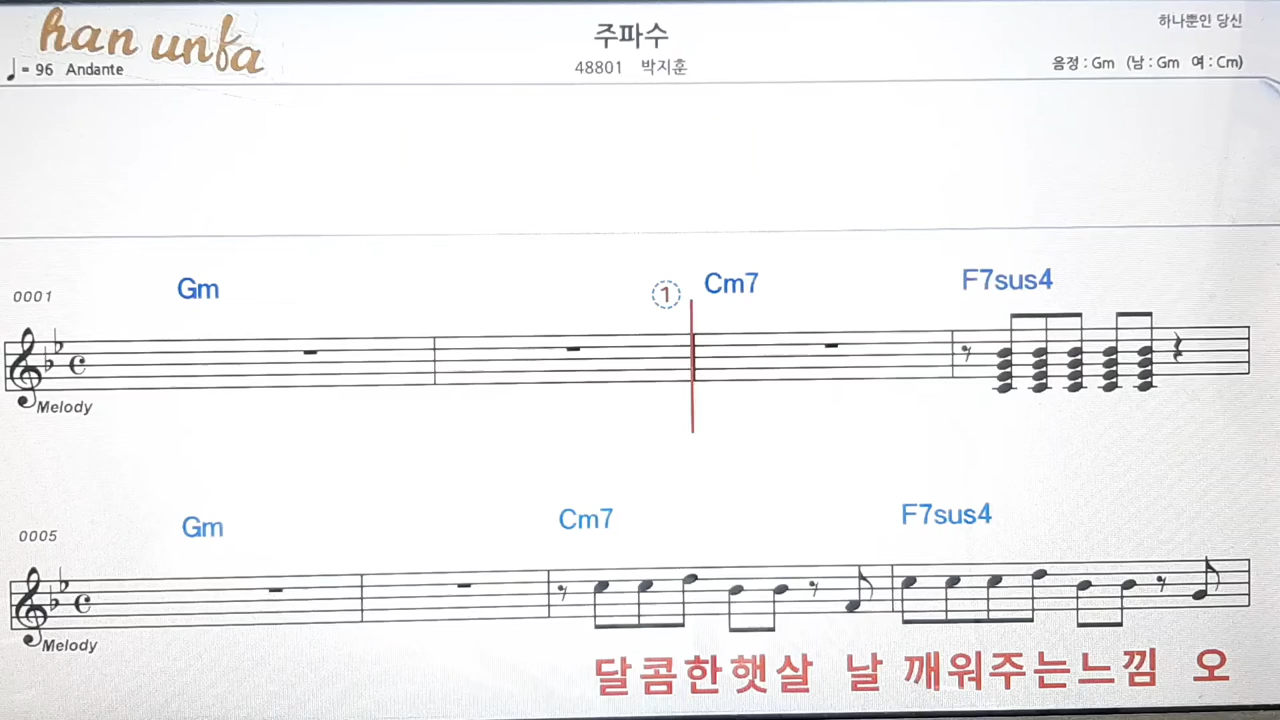 han unfa
주파수
하나뿐인 당신
♩= 96 Andante
48801 박지훈
음정 : Gm (남 : Gm 여 : Cm)
0001 Gm ① Cm7 F7sus4
Melody
0005 Gm Cm7 F7sus4
Melody
달콤한햇살 날 깨워주는느낌 오